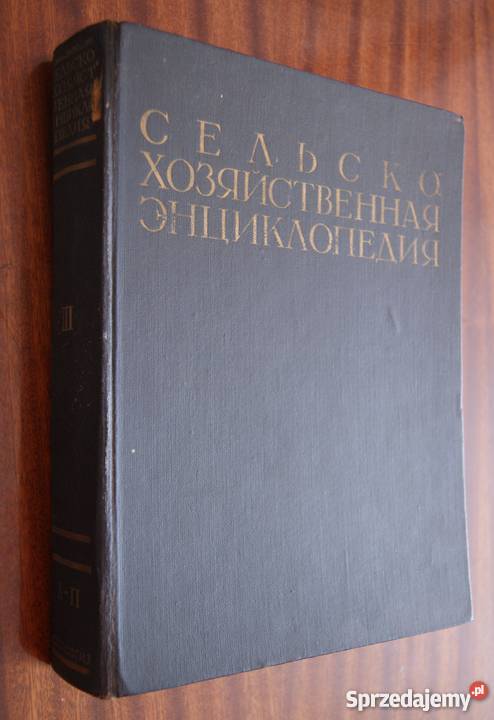 СЕЛЬСКО
ХОЗЯЙСТВЕННАЯ
ЭНЦИКЛОПЕДИЯ
III
Sprzedajemy.pl